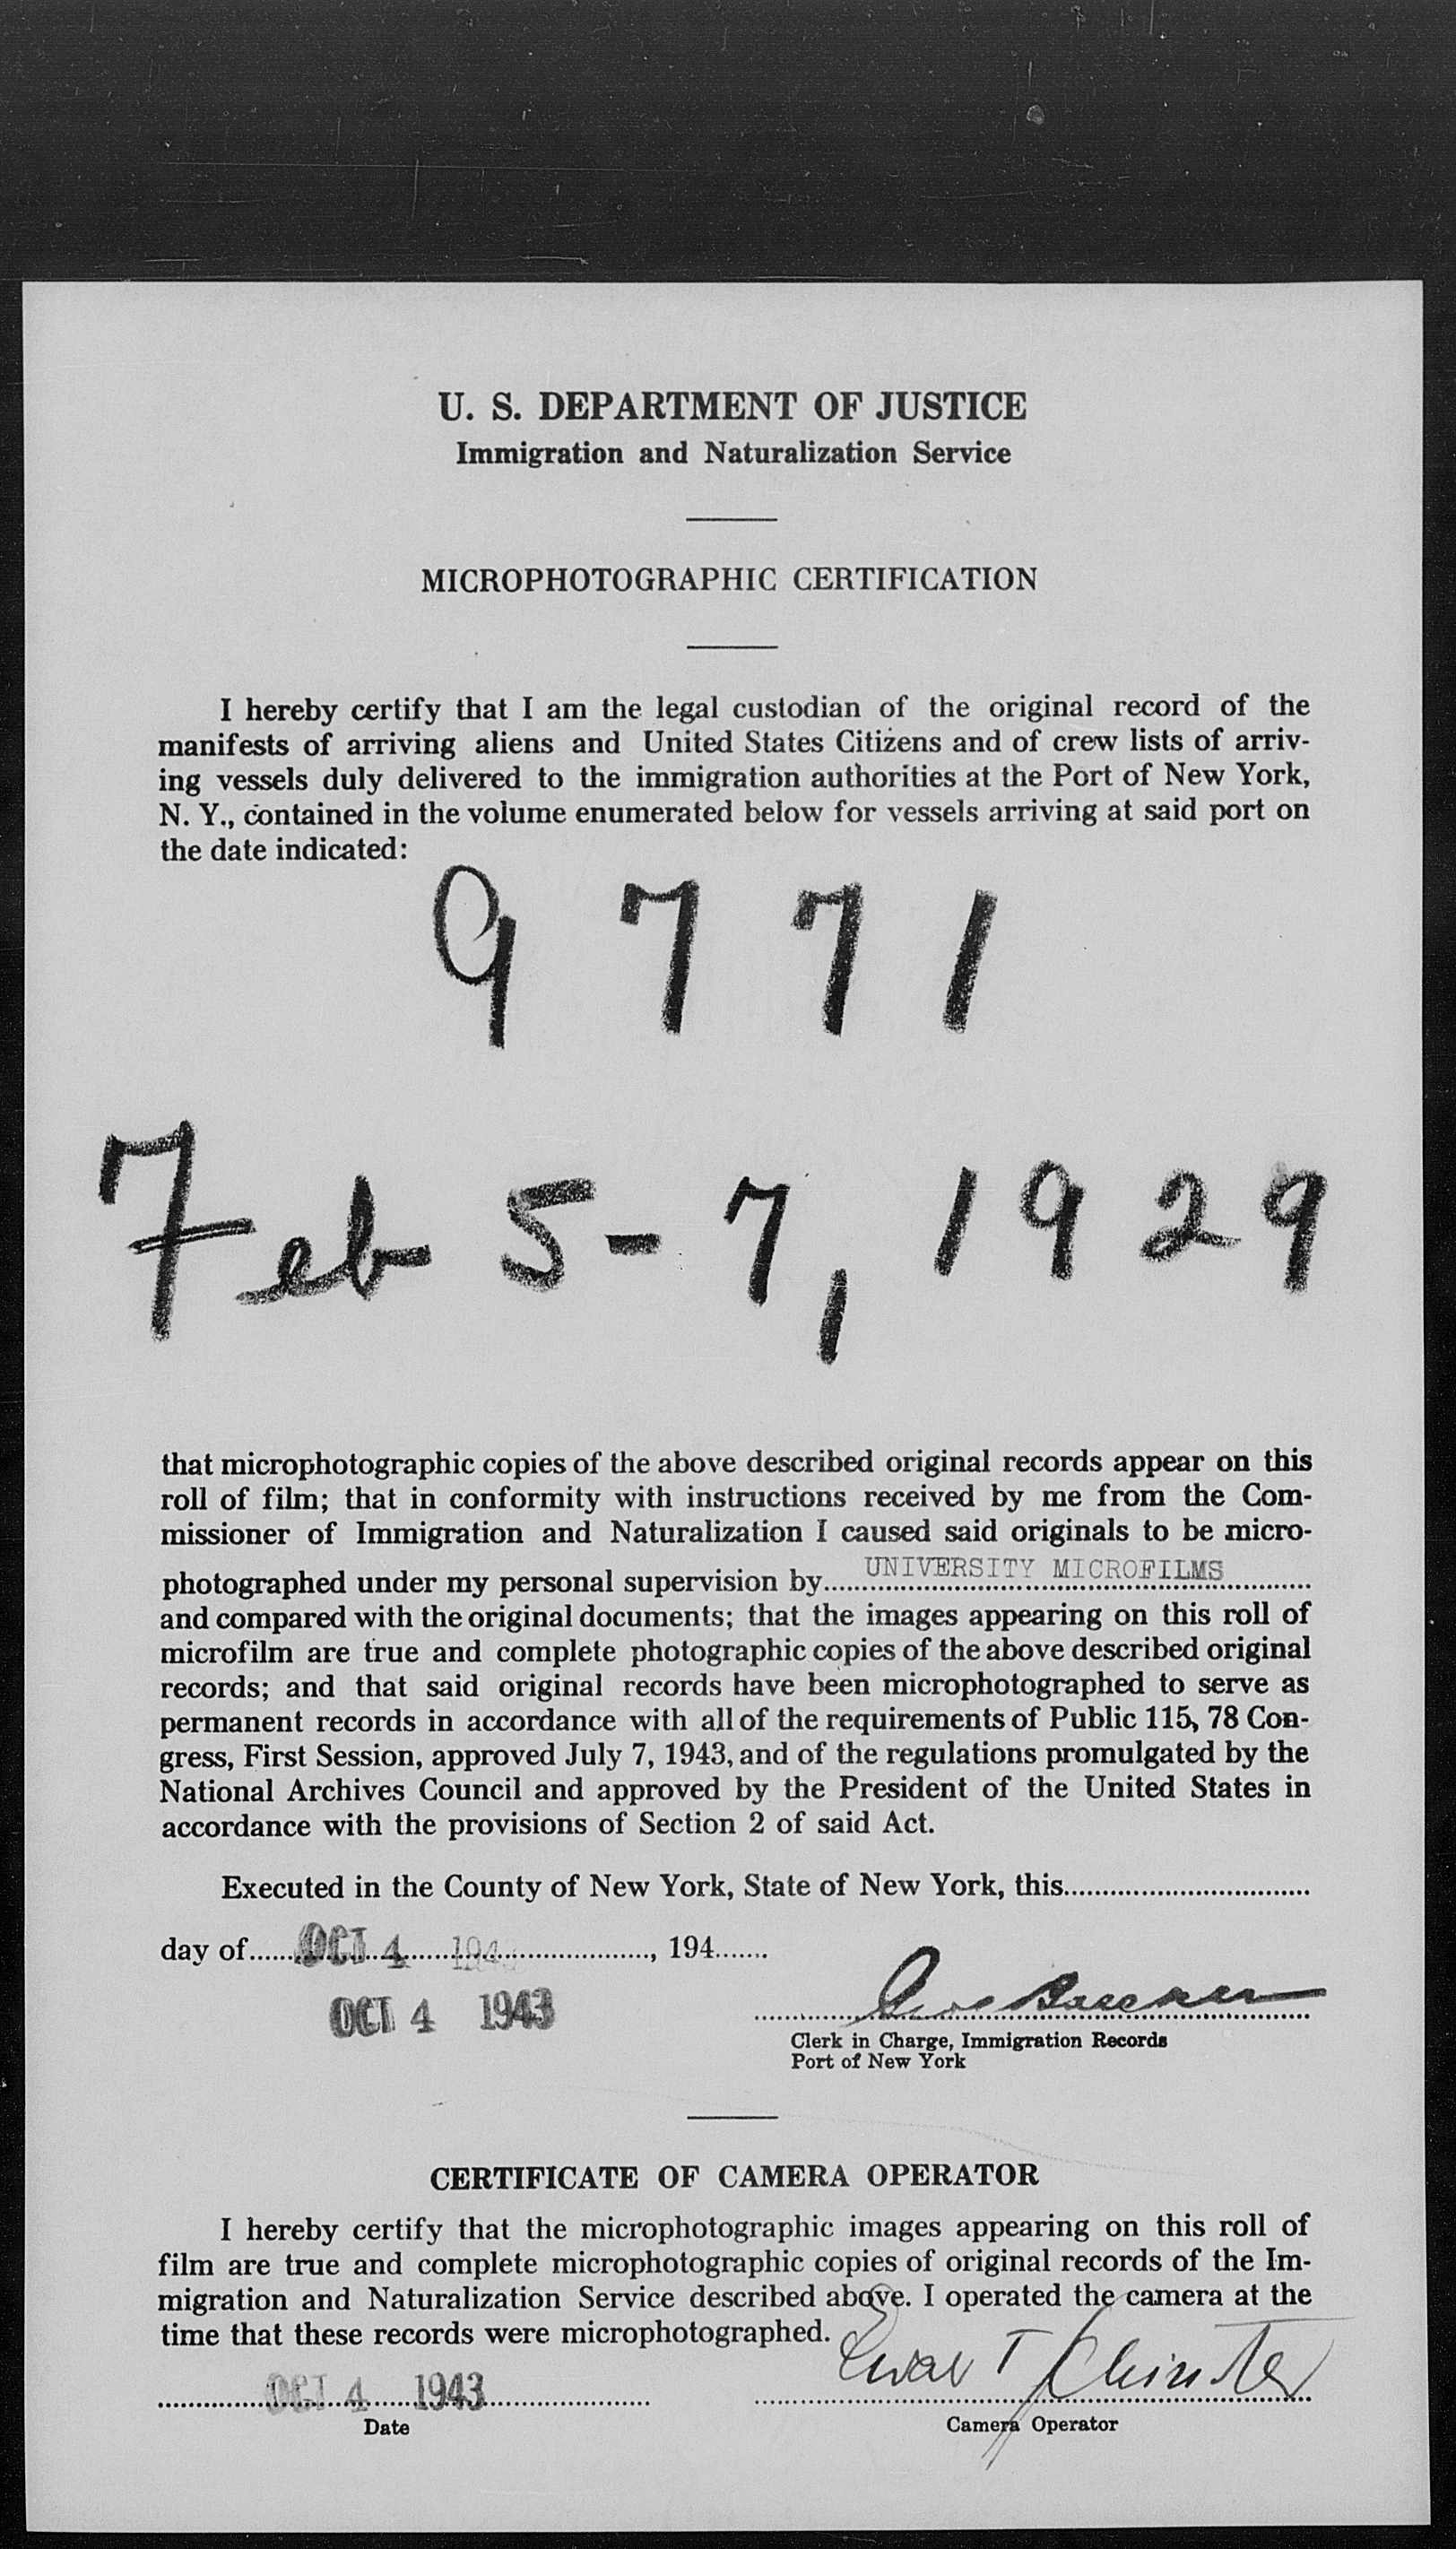 U. S. DEPARTMENT OF JUSTICE
Immigration and Naturalization Service
MICROPHOTOGRAPHIC CERTIFICATION
I hereby certify that I am the legal custodian of the original record of the
manifests of arriving aliens and United States Citizens and of crew lists of arriv-
ing vessels duly delivered to the immigration authorities at the Port of New York,
N. Y., contained in the volume enumerated below for vessels arriving at said port on
the date indicated:
9771
Feb 5-7, 1929
that microphotographic copies of the above described original records appear on this
roll of film; that in conformity with instructions received by me from the Com-
missioner of Immigration and Naturalization I caused said originals to be micro-
photographed under my personal supervision by UNIVERSITY MICROFILMS
and compared with the original documents; that the images appearing on this roll of
microfilm are true and complete photographic copies of the above described original
records; and that said original records have been microphotographed to serve as
permanent records in accordance with all of the requirements of Public 115, 78 Con-
gress, First Session, approved July 7, 1943, and of the regulations promulgated by the
National Archives Council and approved by the President of the United States in
accordance with the provisions of Section 2 of said Act.
Executed in the County of New York, State of New York, this
day of OCT 4 194 , 194
OCT 4 1943
Clerk in Charge, Immigration Records
Port of New York
CERTIFICATE OF CAMERA OPERATOR
I hereby certify that the microphotographic images appearing on this roll of
film are true and complete microphotographic copies of original records of the Im-
migration and Naturalization Service described above. I operated the camera at the
time that these records were microphotographed.
OCT 4 1943
Date
Camera Operator